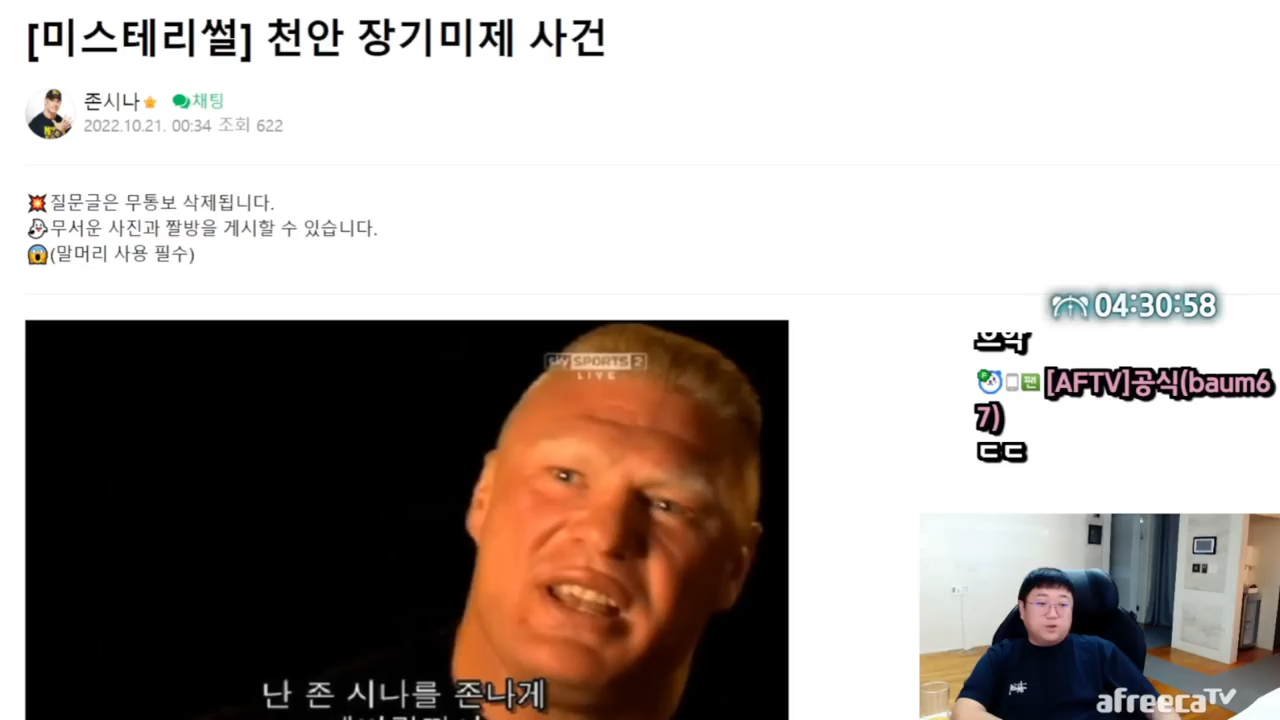 [미스테리썰] 천안 장기미제 사건
존시나 채팅
2022.10.21. 00:34 조회 622
질문글은 무통보 삭제됩니다.
무서운 사진과 짤방을 게시할 수 있습니다.
(말머리 사용 필수)
04:30:58
F 팬 [AFTV]공식(baum6
7)
ㄷㄷ
sky SPORTS 2
LIVE
난 존 시나를 존나게
afreecaTV